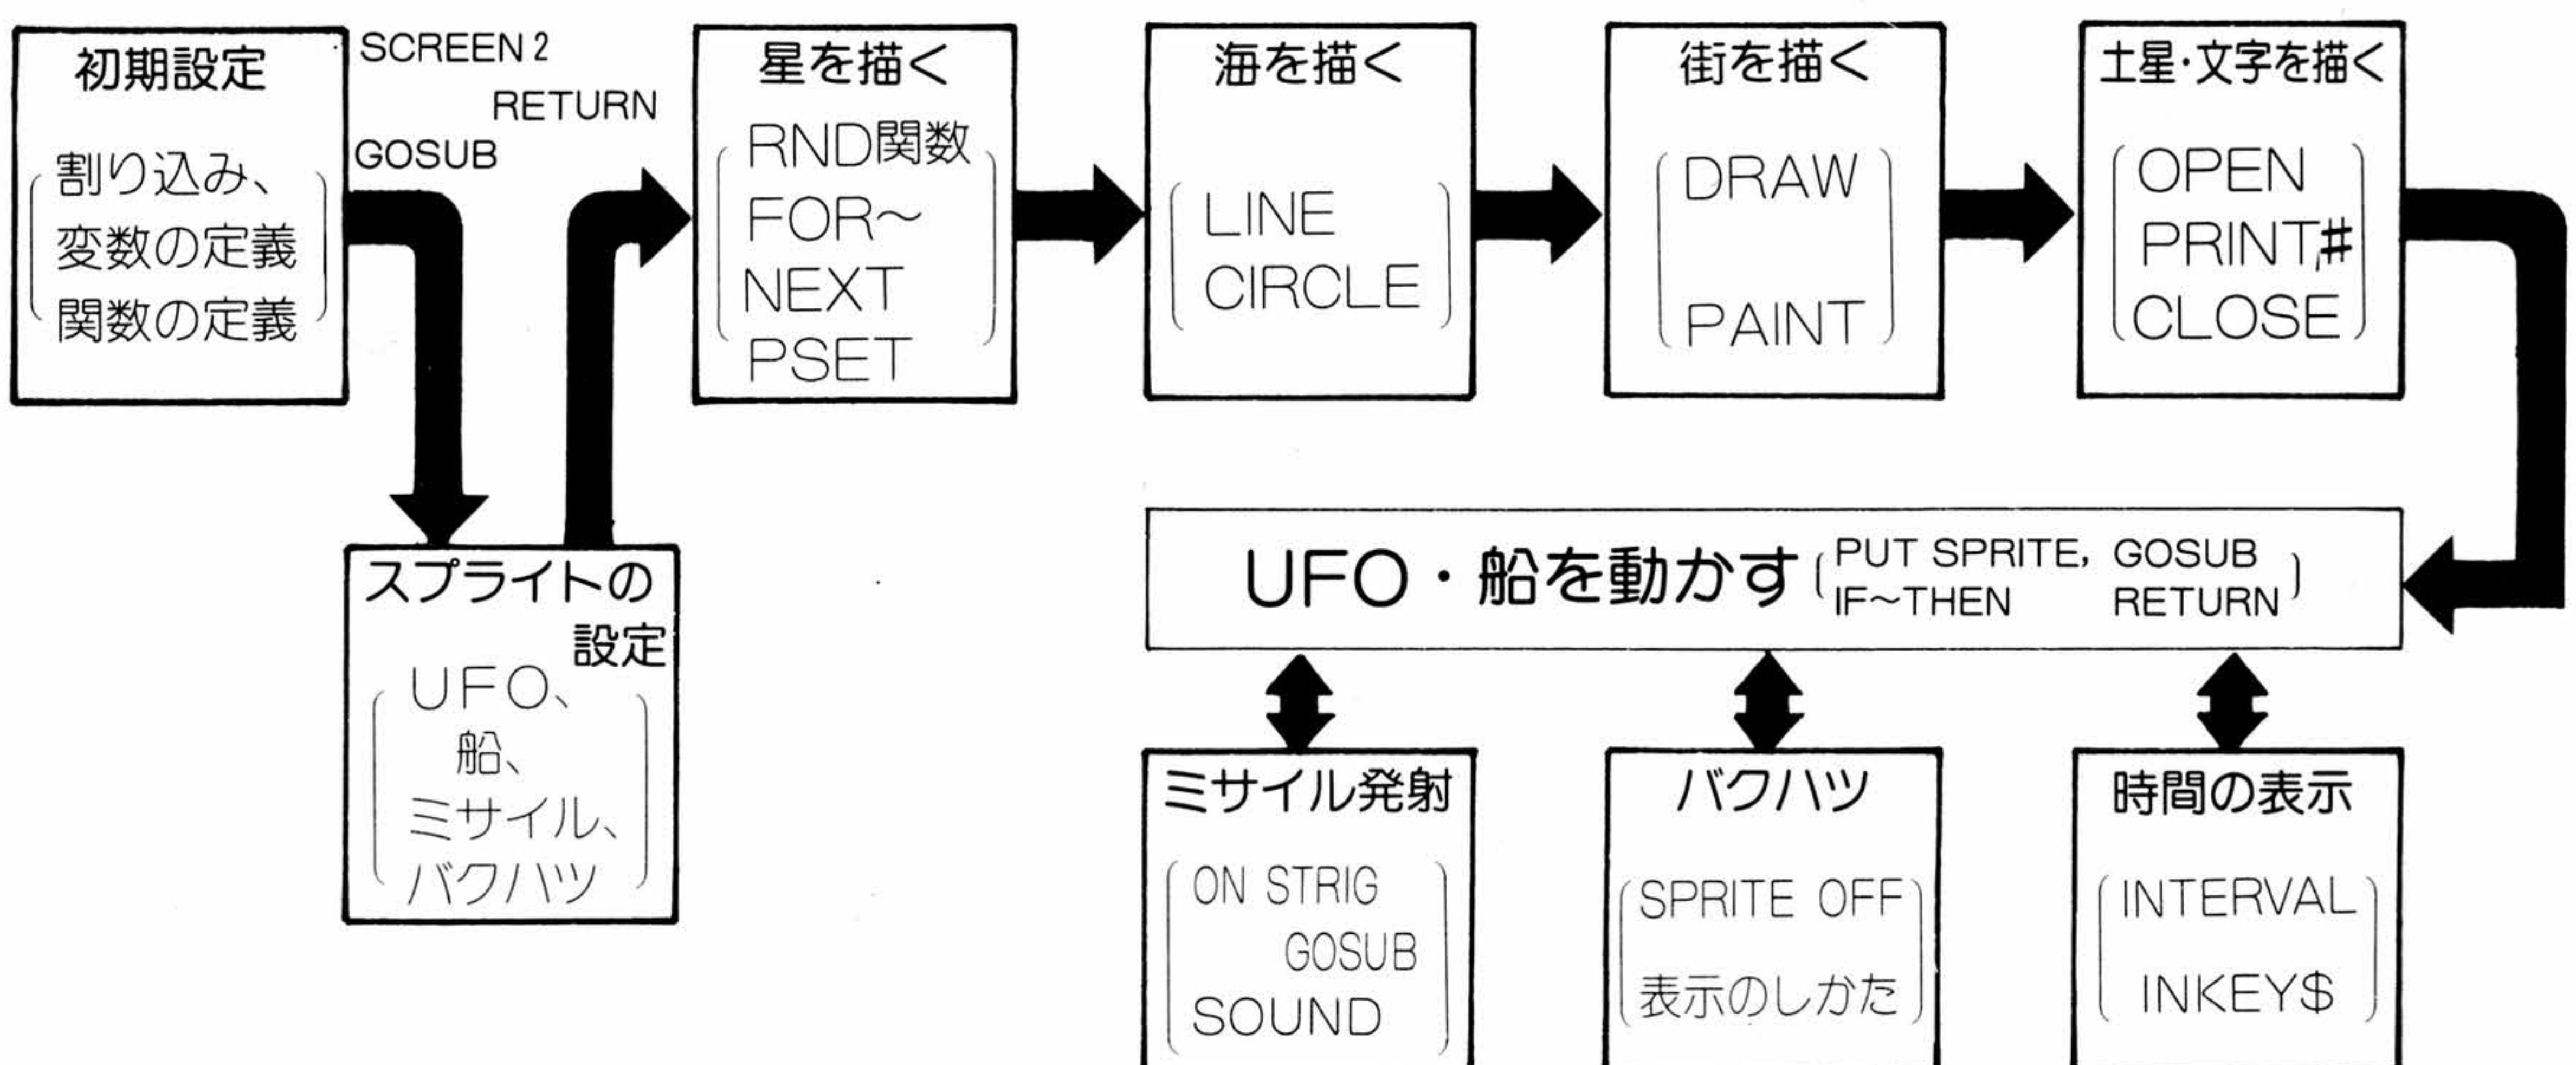 初期設定
割り込み、
変数の定義
関数の定義
SCREEN 2
RETURN
GOSUB
スプライトの
設定
UFO、
船、
ミサイル、
バクハツ
星を描く
RND関数
FOR～
NEXT
PSET
海を描く
LINE
CIRCLE
街を描く
DRAW
PAINT
土星・文字を描く
OPEN
PRINT#
CLOSE
UFO・船を動かす
PUT SPRITE, GOSUB
IF～THEN RETURN
ミサイル発射
ON STRIG
GOSUB
SOUND
バクハツ
SPRITE OFF
表示のしかた
時間の表示
INTERVAL
INKEY$